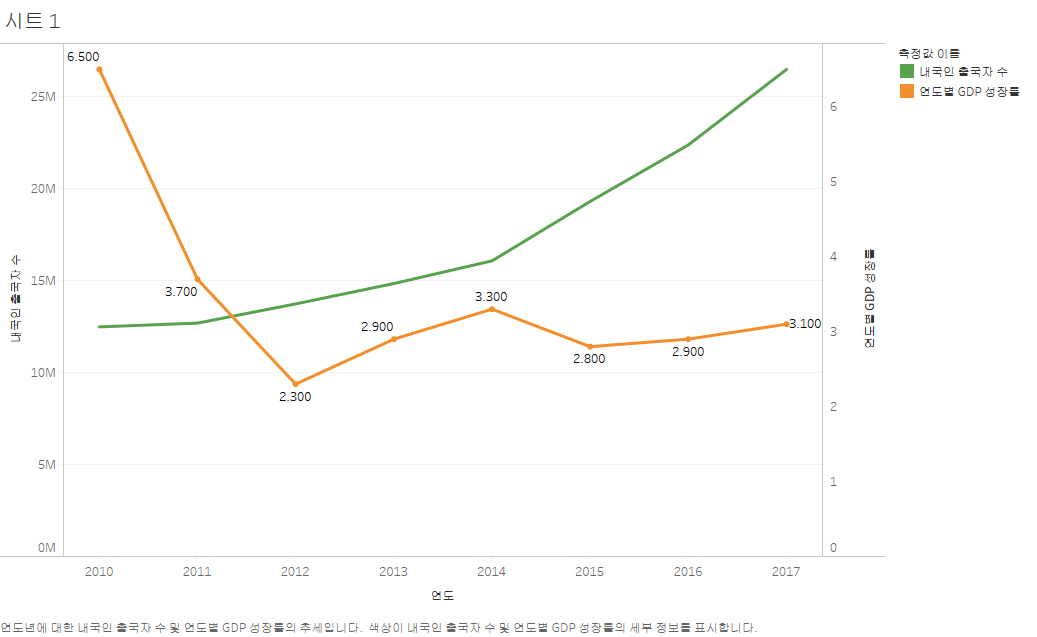 시트 1
측정값 이름
내국인 출국자 수
연도별 GDP 성장률
내국인 출국자 수
25M
20M
15M
10M
5M
0M
6.500
3.700
2.300
2.900
3.300
2.800
2.900
3.100
6
5
4
3
2
1
0
연도별 GDP 성장률
2010 2011 2012 2013 2014 2015 2016 2017
연도
연도년에 대한 내국인 출국자 수 및 연도별 GDP 성장률의 추세입니다. 색상이 내국인 출국자 수 및 연도별 GDP 성장률의 세부 정보를 표시합니다.